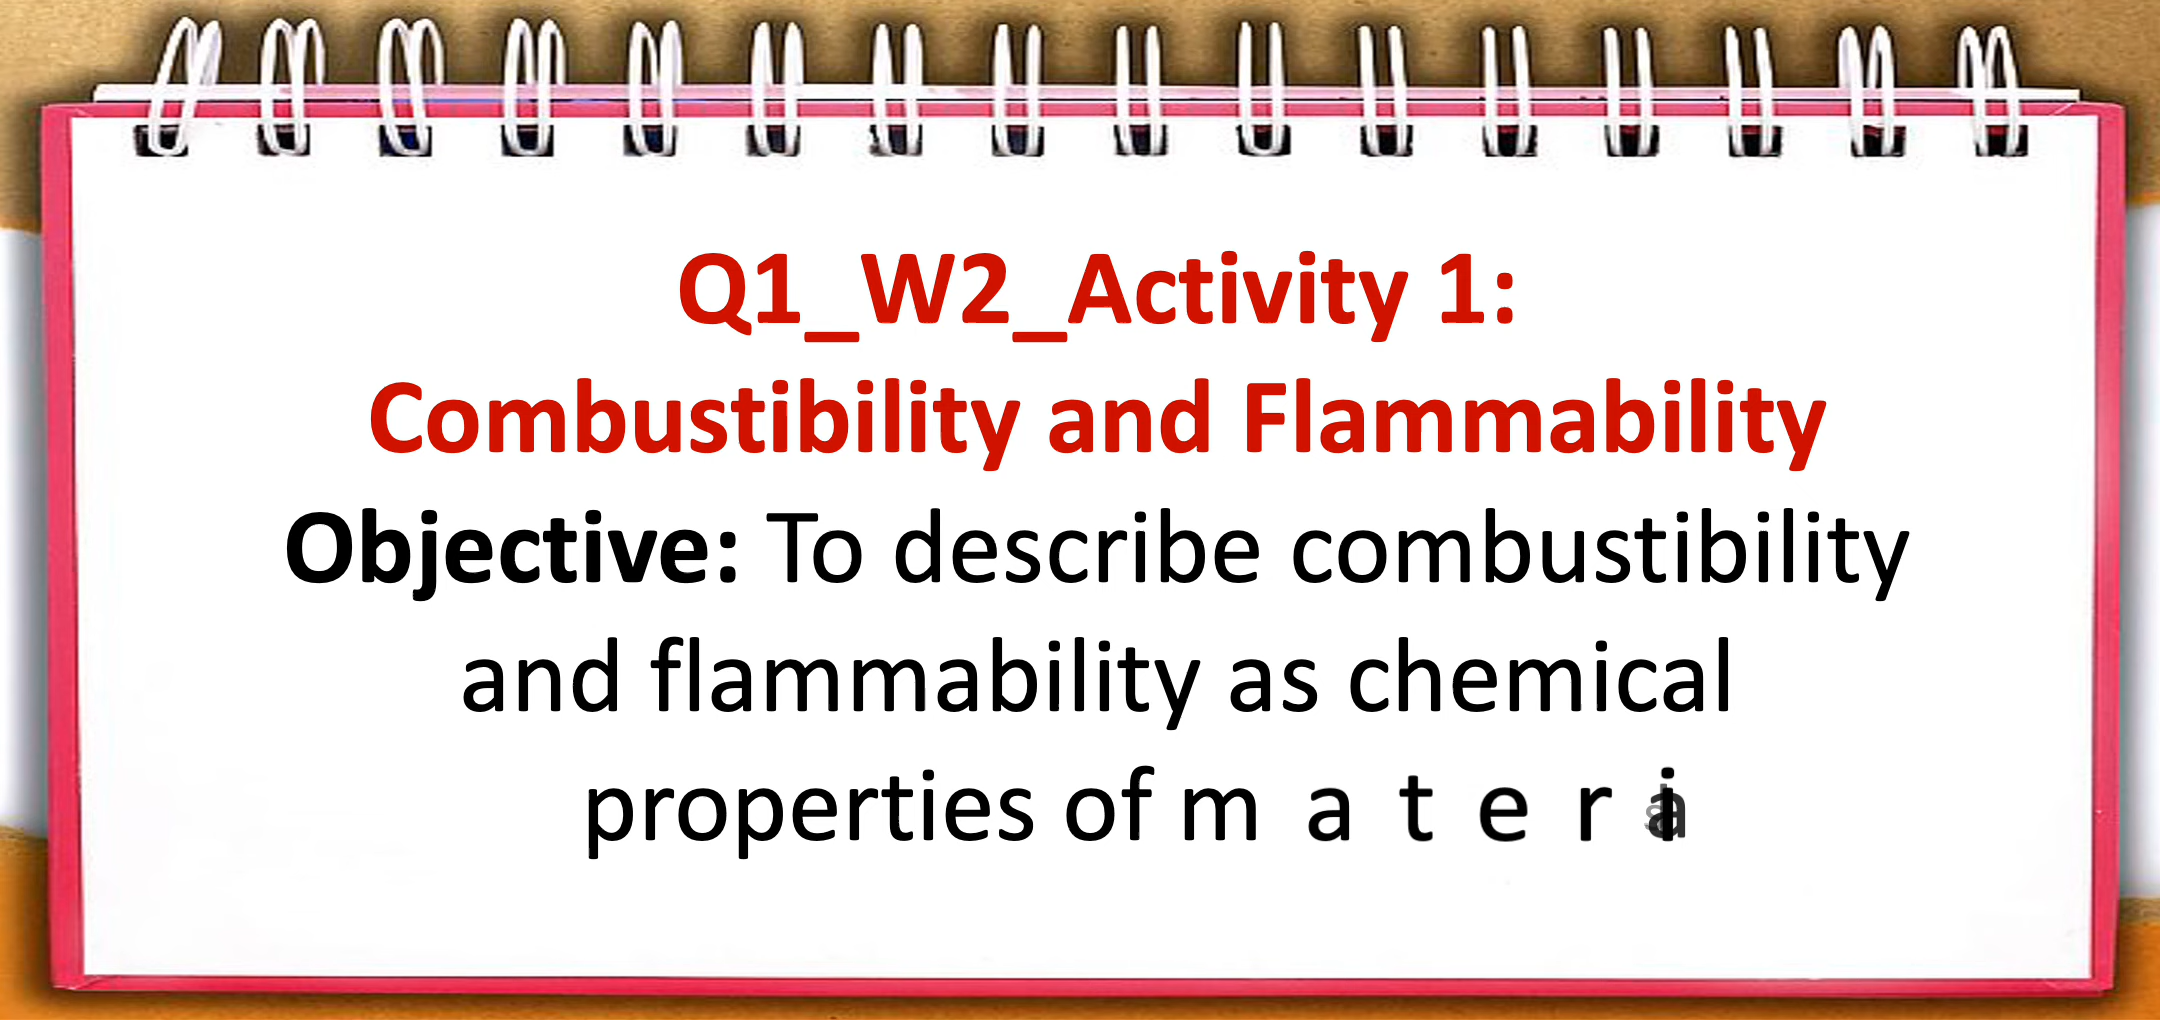 Q1_W2_Activity 1:
Combustibility and Flammability
Objective: To describe combustibility
and flammability as chemical
properties of